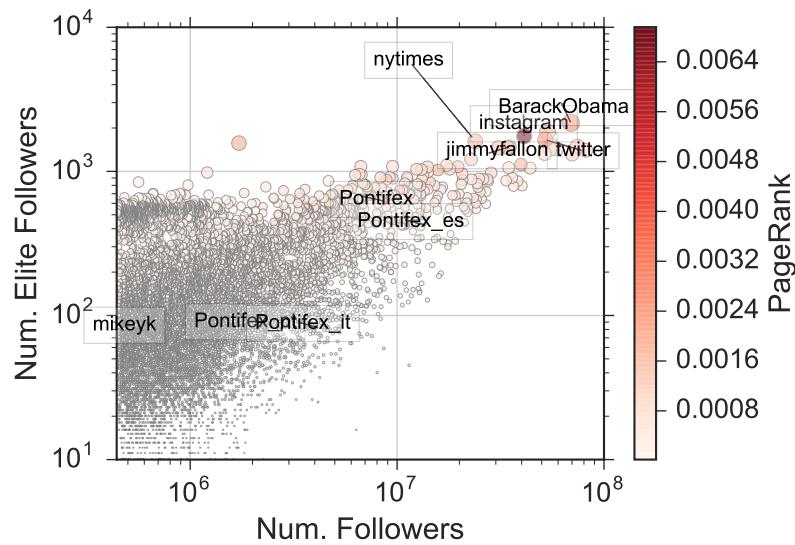 10^4
10^3
10^2
10^1
Num. Elite Followers
nytimes
BarackObama
instagram
jimmyfallon
Twitter
Pontifex
Pontifex_es
mikeyk
Pontifex_it
10^6
10^7
10^8
Num. Followers
0.0064
0.0056
0.0048
0.0040
0.0032
0.0024
0.0016
0.0008
PageRank